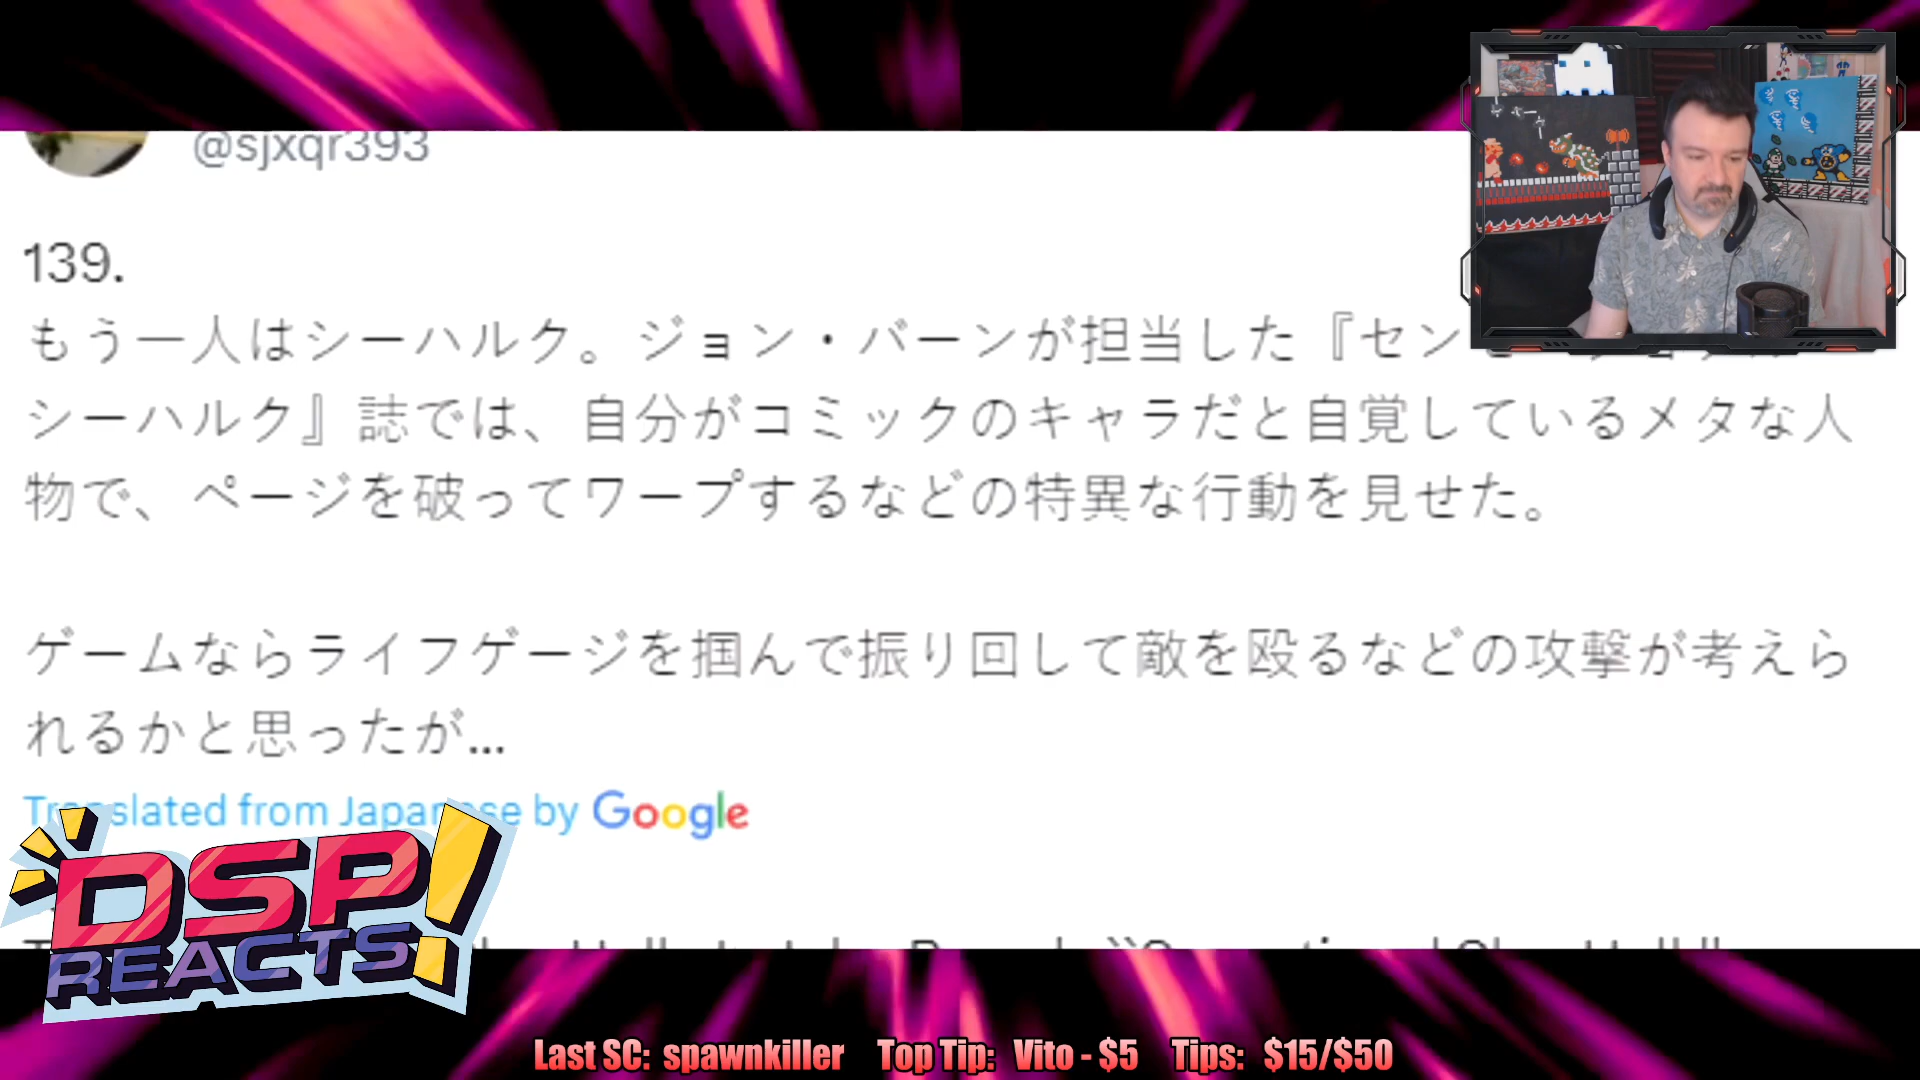 @sjxqr393
139.
もう一人はシーハルク。ジョン・バーンが担当した『セン
シーハルク』誌では、自分がコミックのキャラだと自覚しているメタな人
物で、ページを破ってワープするなどの特異な行動を見せた。
ゲームならライフゲージを掴んで振り回して敵を殴るなどの攻撃が考えら
れるかと思ったが...
Translated from Japanese by Google
DSP
REACTS!
Last SC: spawnkiller Top Tip: Vito - $5 Tips: $15/$50